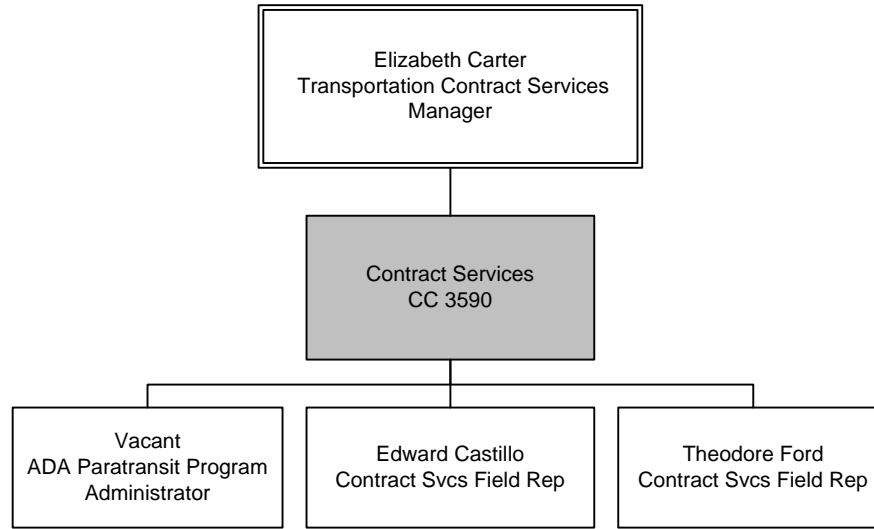 Elizabeth Carter
Transportation Contract Services
Manager
Contract Services
CC 3590
Vacant
ADA Paratransit Program
Administrator
Edward Castillo
Contract Svcs Field Rep
Theodore Ford
Contract Svcs Field Rep